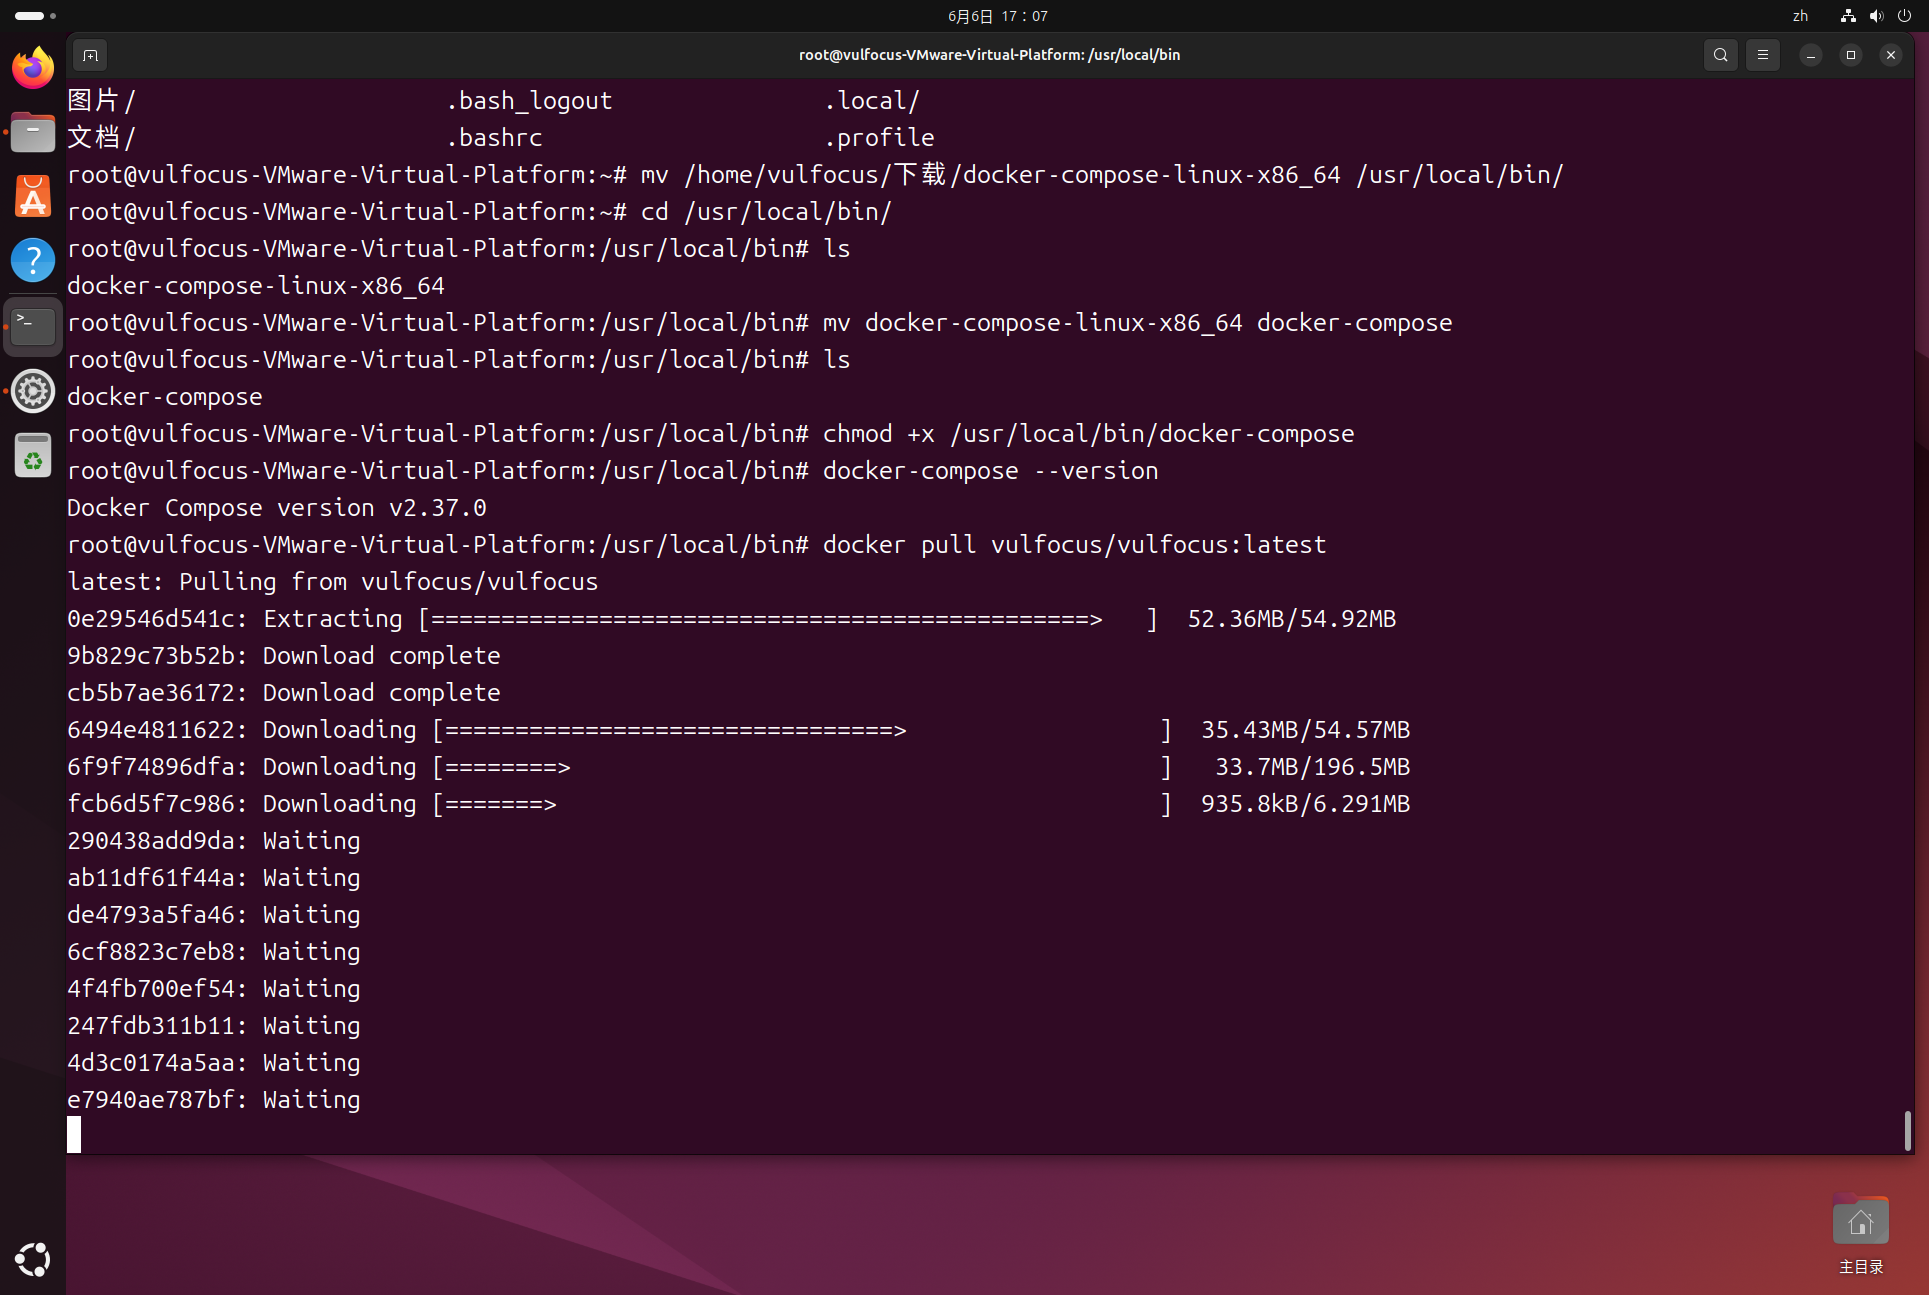 6月6日 17：07
zh
root@vulfocus-VMware-Virtual-Platform: /usr/local/bin
图片/ .bash_logout .local/
文档/ .bashrc .profile
root@vulfocus-VMware-Virtual-Platform:~# mv /home/vulfocus/下载/docker-compose-linux-x86_64 /usr/local/bin/
root@vulfocus-VMware-Virtual-Platform:~# cd /usr/local/bin/
root@vulfocus-VMware-Virtual-Platform:/usr/local/bin# ls
docker-compose-linux-x86_64
root@vulfocus-VMware-Virtual-Platform:/usr/local/bin# mv docker-compose-linux-x86_64 docker-compose
root@vulfocus-VMware-Virtual-Platform:/usr/local/bin# ls
docker-compose
root@vulfocus-VMware-Virtual-Platform:/usr/local/bin# chmod +x /usr/local/bin/docker-compose
root@vulfocus-VMware-Virtual-Platform:/usr/local/bin# docker-compose --version
Docker Compose version v2.37.0
root@vulfocus-VMware-Virtual-Platform:/usr/local/bin# docker pull vulfocus/vulfocus:latest
latest: Pulling from vulfocus/vulfocus
0e29546d541c: Extracting [===============================================>   ]  52.36MB/54.92MB
9b829c73b52b: Download complete
cb5b7ae36172: Download complete
6494e4811622: Downloading [================================>                  ]  35.43MB/54.57MB
6f9f74896dfa: Downloading [========>                                          ]   33.7MB/196.5MB
fcb6d5f7c986: Downloading [=======>                                           ]  935.8kB/6.291MB
290438add9da: Waiting
ab11df61f44a: Waiting
de4793a5fa46: Waiting
6cf8823c7eb8: Waiting
4f4fb700ef54: Waiting
247fdb311b11: Waiting
4d3c0174a5aa: Waiting
e7940ae787bf: Waiting
主目录